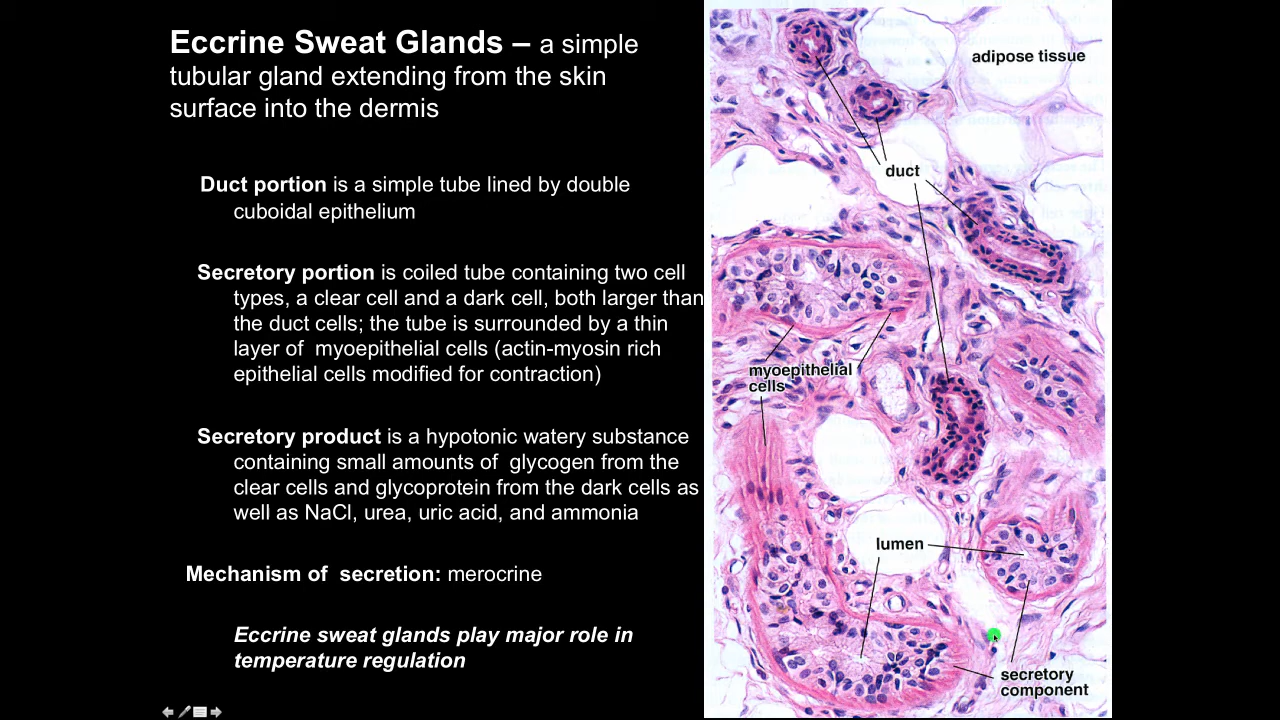 Eccrine Sweat Glands – a simple
tubular gland extending from the skin
surface into the dermis
Duct portion is a simple tube lined by double
cuboidal epithelium
Secretory portion is coiled tube containing two cell
types, a clear cell and a dark cell, both larger than
the duct cells; the tube is surrounded by a thin
layer of  myoepithelial cells (actin-myosin rich
epithelial cells modified for contraction)
Secretory product is a hypotonic watery substance
containing small amounts of  glycogen from the
clear cells and glycoprotein from the dark cells as
well as NaCl, urea, uric acid, and ammonia
Mechanism of  secretion: merocrine
Eccrine sweat glands play major role in
temperature regulation
adipose tissue
duct
myoepithelial
cells
lumen
secretory
component